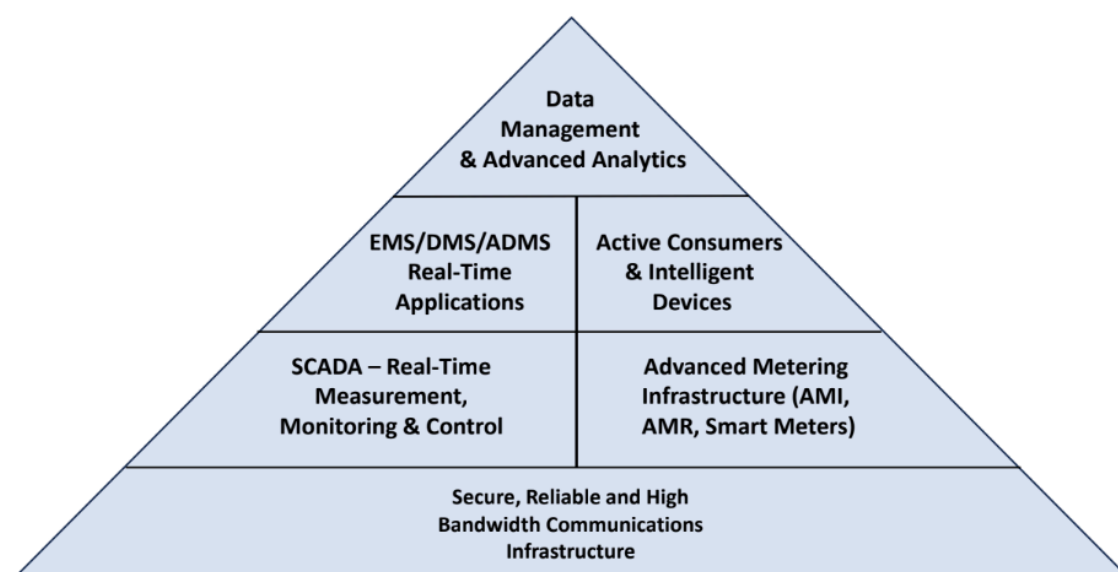 Data
Management
& Advanced Analytics
EMS/DMS/ADMS
Real-Time
Applications
Active Consumers
& Intelligent
Devices
SCADA – Real-Time
Measurement,
Monitoring & Control
Advanced Metering
Infrastructure (AMI,
AMR, Smart Meters)
Secure, Reliable and High
Bandwidth Communications
Infrastructure